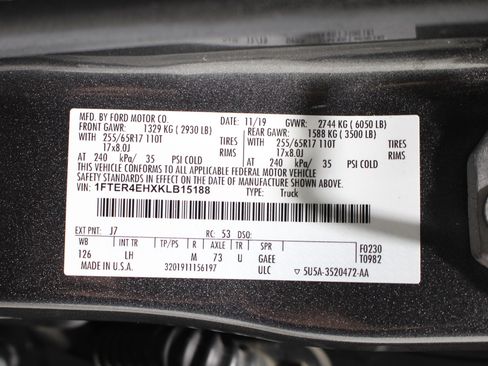 MFD. BY FORD MOTOR CO. DATE: 11/19 GVWR: 2744 KG ( 6050 LB)
FRONT GAWR: 1329 KG ( 2930 LB) REAR GAWR: 1588 KG ( 3500 LB)
WITH 255/65R17 110T TIRES WITH 255/65R17 110T TIRES
17x8.0J RIMS 17x8.0J RIMS
AT 240 kPa/ 35 PSI COLD AT 240 kPa/ 35 PSI COLD
THIS VEHICLE CONFORMS TO ALL APPLICABLE FEDERAL MOTOR VEHICLE
SAFETY STANDARDS IN EFFECT ON THE DATE OF MANUFACTURE SHOWN ABOVE.
VIN: 1FTER4EHXKLB15188 TYPE: Truck
EXT PNT: J7 RC: 53 DSO:
WB INT TR TP/PS R AXLE TR SPR F0230
126 LH M 73 U GAEE T0982
MADE IN U.S.A. 3201911156197 ULC 5U5A-3520472-AA